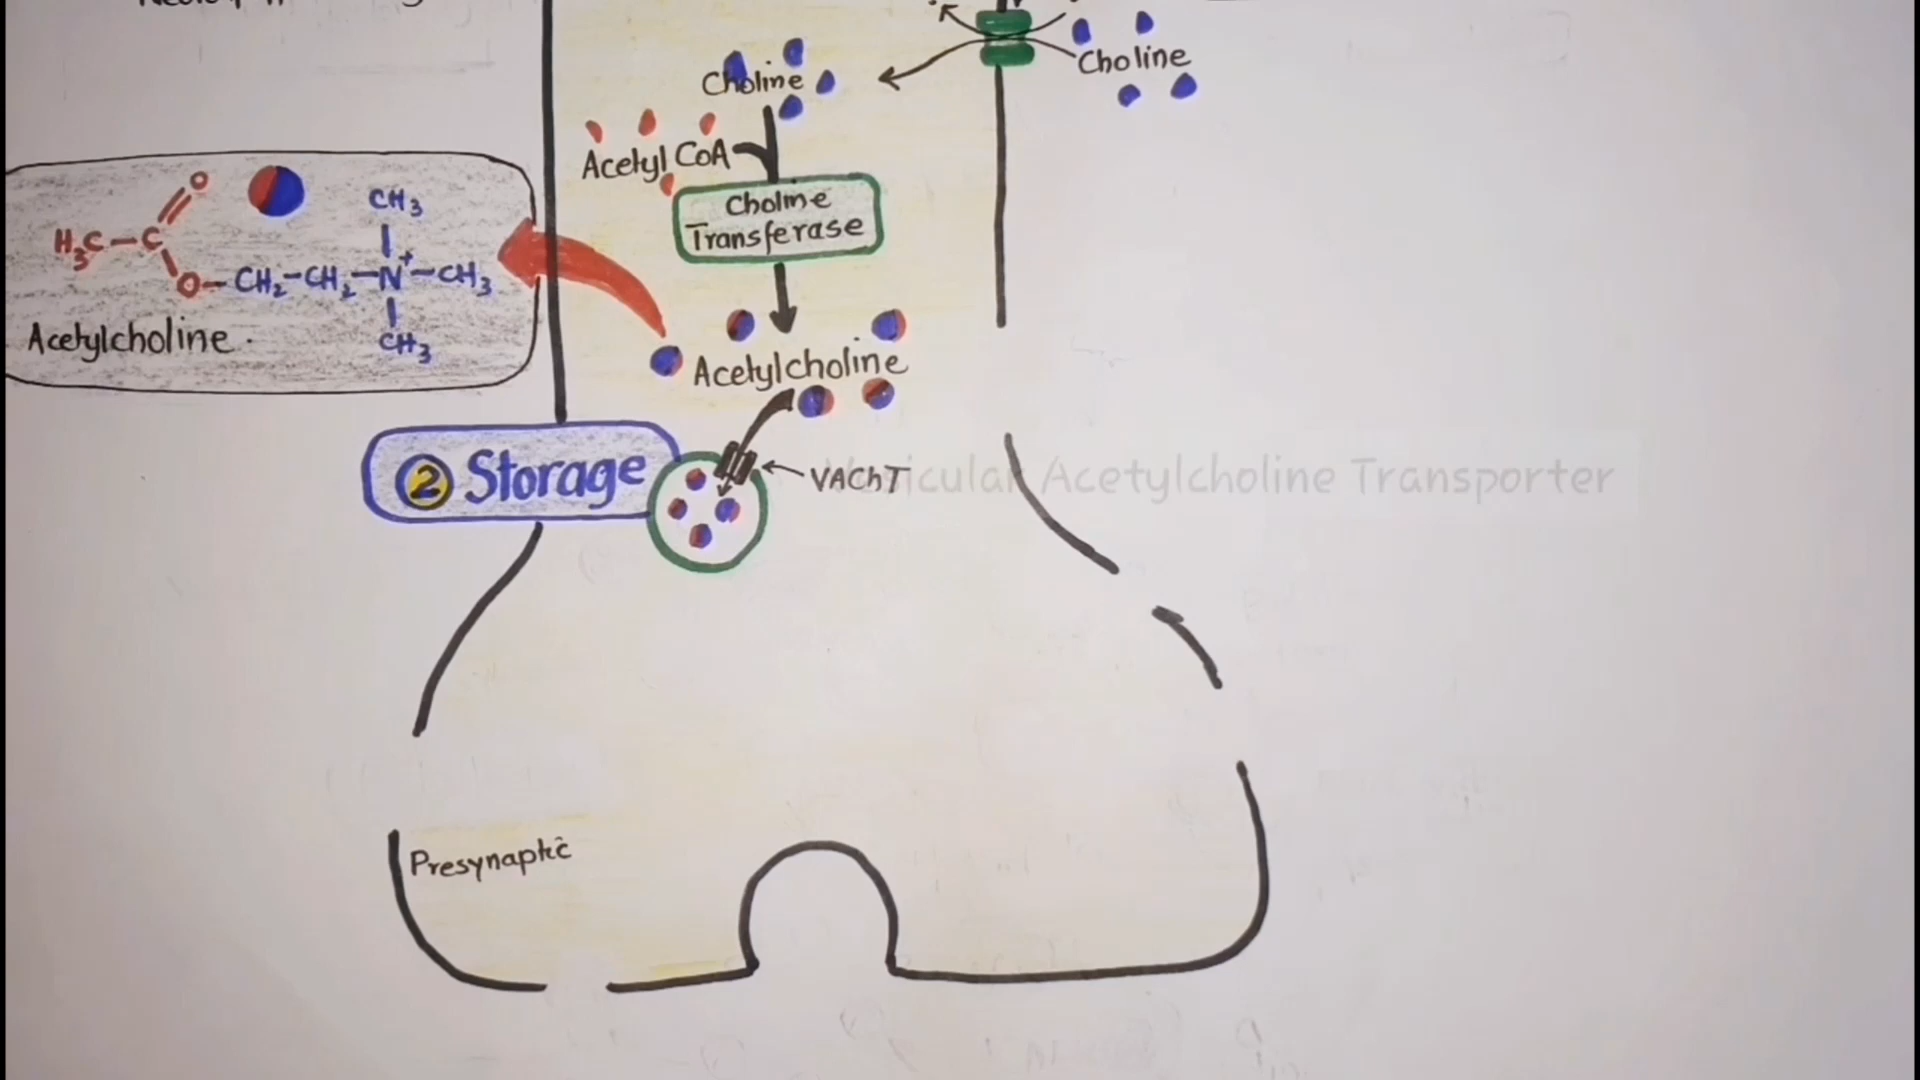 Choline
Choline
Acetyl CoA
Choline
Transferase
O
CH3
H3C-C
O-CH2-CH2-N+-CH3
CH3
Acetylcholine.
Acetylcholine
2 Storage
VAChT
Acetylcholine Transporter
Presynaptic